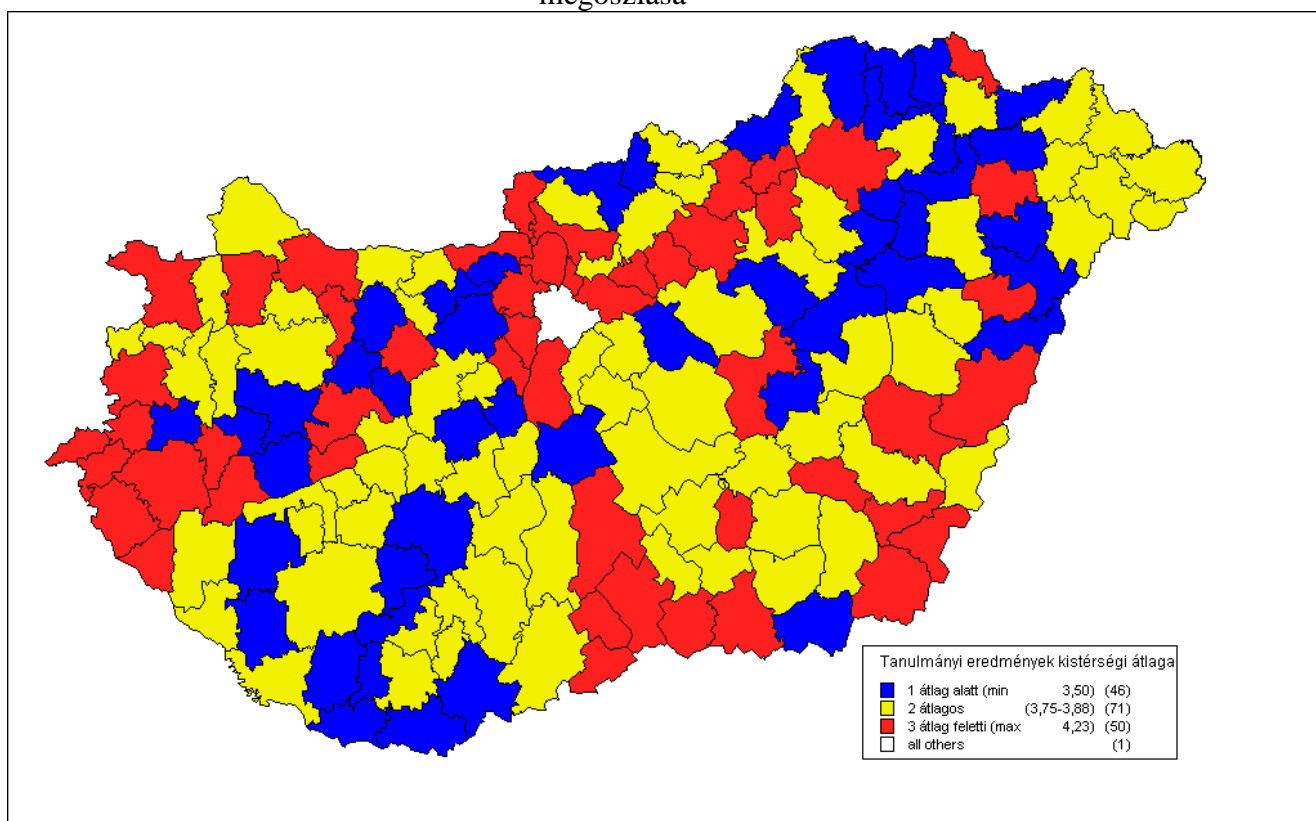 megoszlása
Tanulmányi eredmények kistérségi átlaga
1 átlag alatt (min 3,50) (46)
2 átlagos (3,75-3,88) (71)
3 átlag feletti (max 4,23) (50)
all others (1)